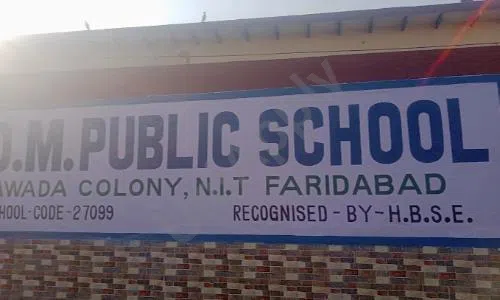 .M. PUBLIC SCHOOL
AWADA COLONY, N.I.T FARIDABAD
HOOL-CODE-27099 RECOGNISED-BY-H.B.S.E.